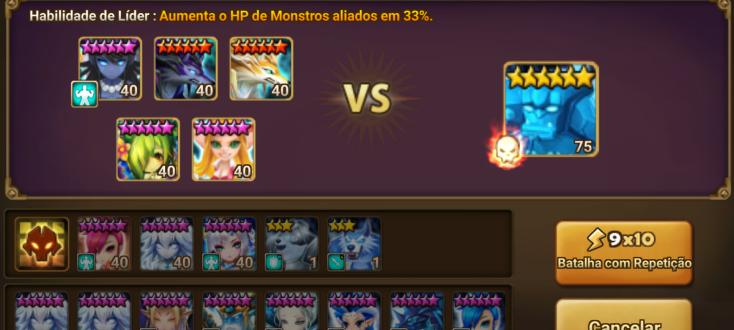 Habilidade de Líder : Aumenta o HP de Monstros aliados em 33%.
40 40 40
VS
75
40 40
40 40 40 1 1
9x10
Batalha com Repetição
Cancelar